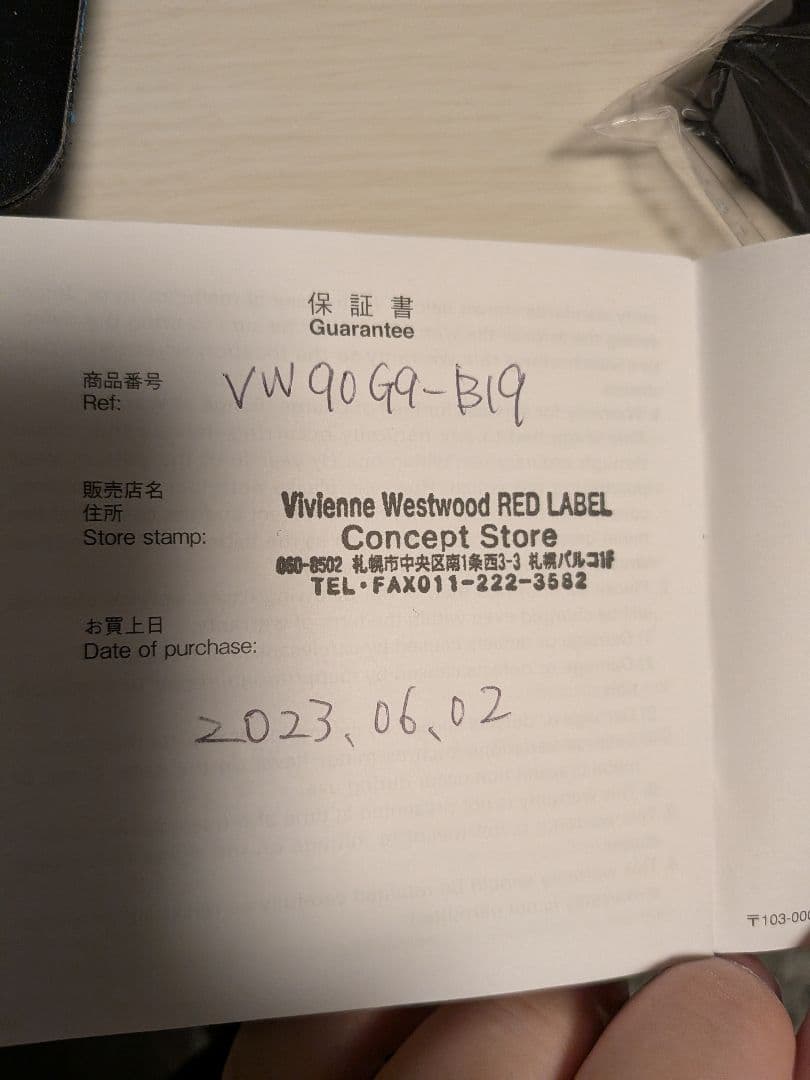 保証書
Guarantee
商品番号
Ref:
VW90G9-B19
販売店名
住所
Store stamp:
Vivienne Westwood RED LABEL
Concept Store
060-8502 札幌市中央区南1条西3-3 札幌パルコ1F
TEL・FAX011-222-3582
お買上日
Date of purchase:
2023、06、02
〒103-000